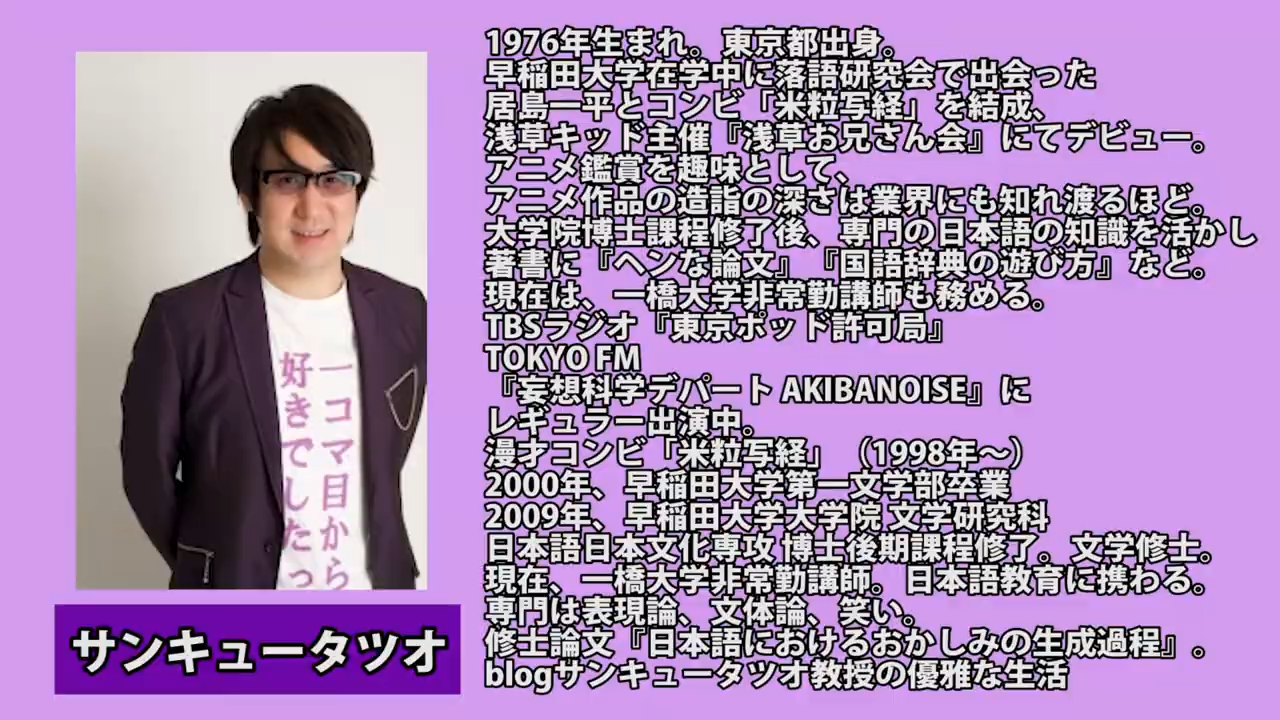 1976年生まれ。東京都出身。
早稲田大学在学中に落語研究会で出会った
居島一平とコンビ「米粒写経」を結成、
浅草キッド主催『浅草お兄さん会』にてデビュー。
アニメ鑑賞を趣味として、
アニメ作品の造詣の深さは業界にも知れ渡るほど。
大学院博士課程修了後、専門の日本語の知識を活かし
著書に『ヘンな論文』『国語辞典の遊び方』など。
現在は、一橋大学非常勤講師も務める。
TBSラジオ『東京ポッド許可局』
TOKYO FM
『妄想科学デパート AKIBANOISE』に
レギュラー出演中。
漫才コンビ「米粒写経」（1998年～）
2000年、早稲田大学第一文学部卒業
2009年、早稲田大学大学院 文学研究科
日本語日本文化専攻 博士後期課程修了。文学修士。
現在、一橋大学非常勤講師。日本語教育に携わる。
専門は表現論、文体論、笑い。
修士論文『日本語におけるおかしみの生成過程』。
blogサンキュータツオ教授の優雅な生活
一コマ目から
好きでしたっ
サンキュータツオ